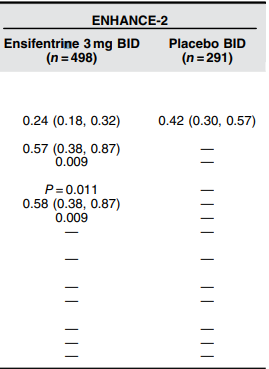 ENHANCE-2
Ensifentrine 3 mg BID Placebo BID
(n = 498) (n = 291)
0.24 (0.18, 0.32) 0.42 (0.30, 0.57)
0.57 (0.38, 0.87) —
0.009 —
P = 0.011 —
0.58 (0.38, 0.87) —
0.009 —
— —
— —
— —
— —
— —
— —
— —